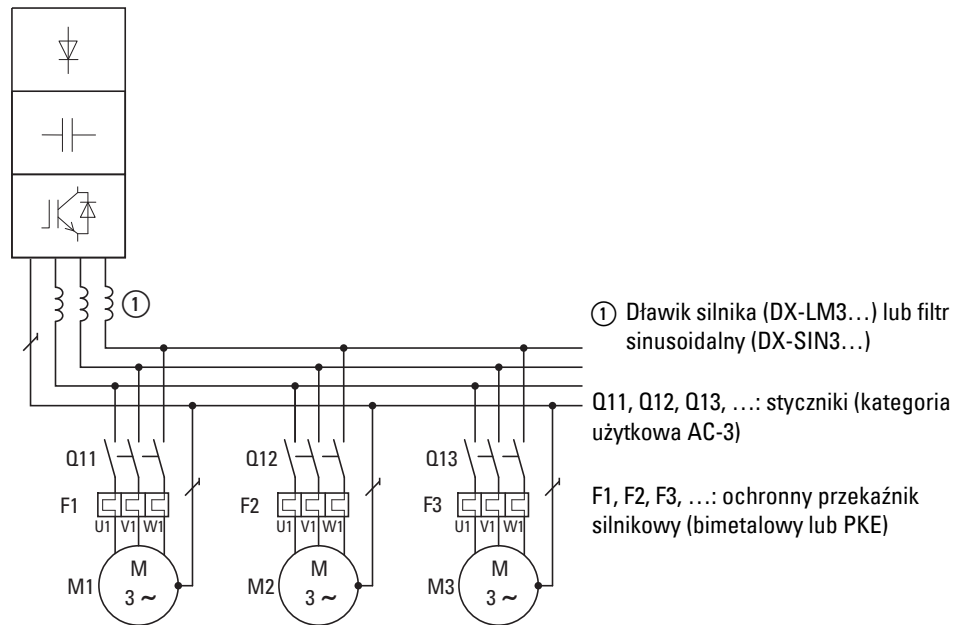 ①
① Dławik silnika (DX-LM3…) lub filtr
sinusoidalny (DX-SIN3…)
Q11, Q12, Q13, …: styczniki (kategoria
użytkowa AC-3)
Q11
Q12
Q13
F1, F2, F3, …: ochronny przekaźnik
silnikowy (bimetalowy lub PKE)
F1
F2
F3
U1 V1 W1
U1 V1 W1
U1 V1 W1
M1
M
3 ~
M2
M
3 ~
M3
M
3 ~